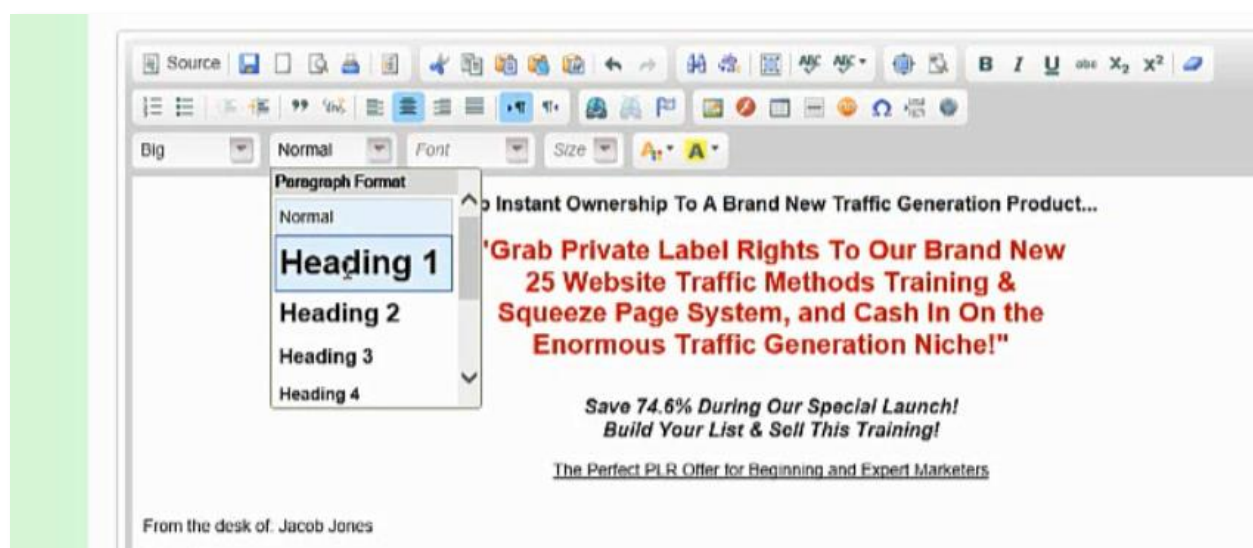 Source
B I U abc X₂ X²
Big Normal Font Size A A
Paragraph Format
Normal
Heading 1
Heading 2
Heading 3
Heading 4
Instant Ownership To A Brand New Traffic Generation Product...
"Grab Private Label Rights To Our Brand New
25 Website Traffic Methods Training &
Squeeze Page System, and Cash In On the
Enormous Traffic Generation Niche!"
Save 74.6% During Our Special Launch!
Build Your List & Sell This Training!
The Perfect PLR Offer for Beginning and Expert Marketers
From the desk of: Jacob Jones